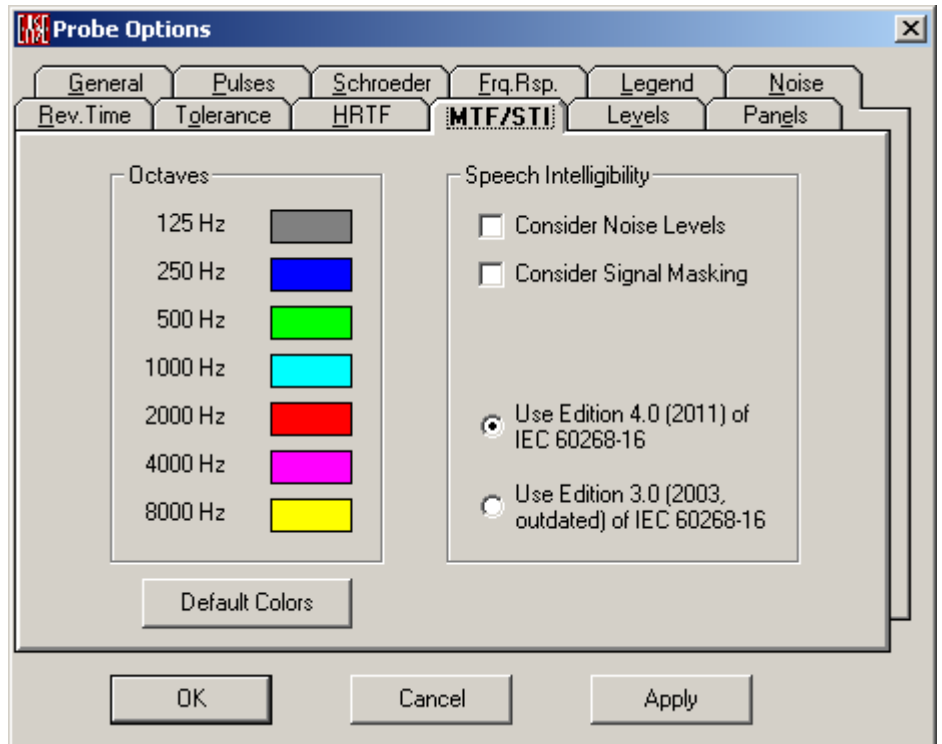 EASE Probe Options
General Pulses Schroeder Frq.Rsp. Legend Noise
Rev.Time Tolerance HRTF MTF/STI Levels Panels
Octaves
125 Hz
250 Hz
500 Hz
1000 Hz
2000 Hz
4000 Hz
8000 Hz
Default Colors
Speech Intelligibility
Consider Noise Levels
Consider Signal Masking
Use Edition 4.0 (2011) of
IEC 60268-16
Use Edition 3.0 (2003,
outdated) of IEC 60268-16
OK Cancel Apply